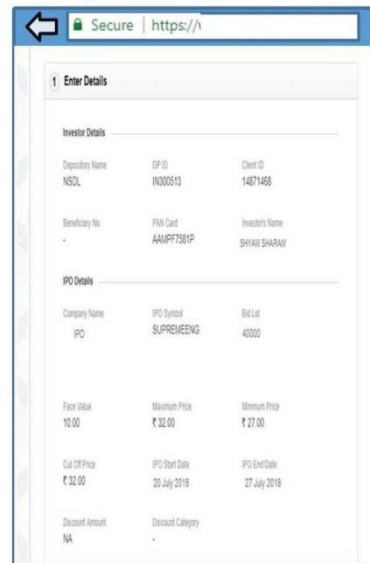 Secure | https://
1 Enter Details
Investor Details
Depository Name DP ID Client ID
NSDL IN300513 14871468
Beneficiary No PAN Card Investor's Name
- AAMPF7581P SHYAM SHARAM
IPO Details
Company Name IPO Symbol Bid Lot
IPO SUPREMEENG 40000
Face Value Maximum Price Minimum Price
10.00 ₹ 32.00 ₹ 27.00
Cut Off Price IPO Start Date IPO End Date
₹ 32.00 20 July 2018 27 July 2018
Discount Amount Discount Category
NA -